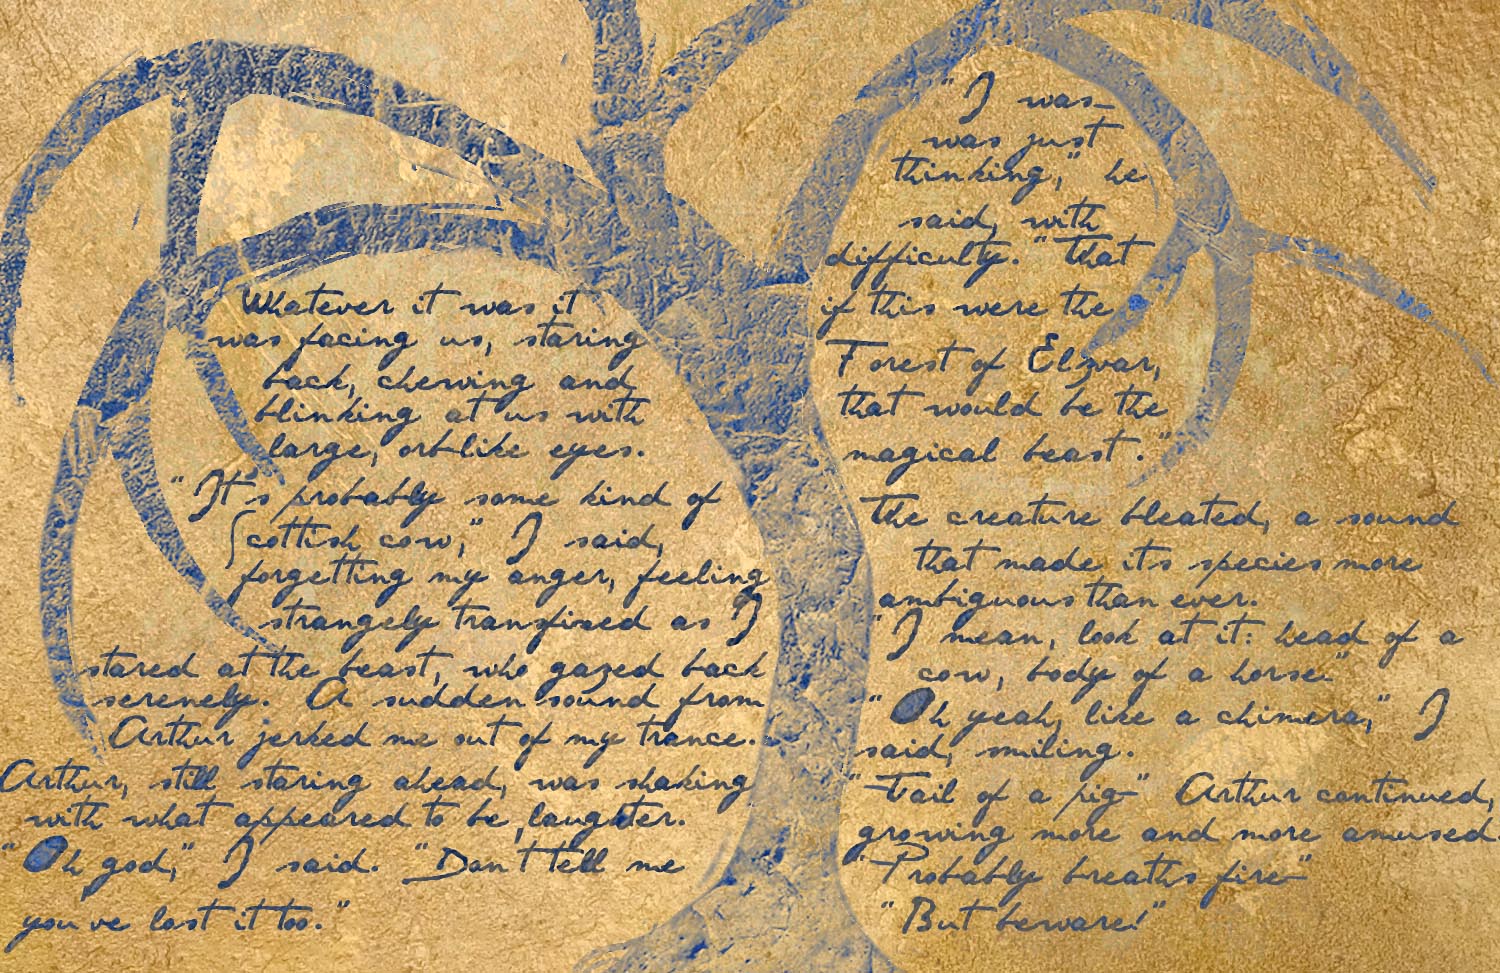 Whatever it was it
was facing us, staring
back, chewing and
blinking at us with
large, orb-like eyes.
"It's probably some kind of
Scottish cow," I said,
forgetting my anger, feeling
strangely transfixed as I
stared at the beast, who gazed back
serenely. A sudden sound from
Arthur jerked me out of my trance.
Arthur, still staring ahead, was shaking
with what appeared to be laughter.
"Oh god," I said. "Don't tell me
you've lost it too."
"I was—
was just
thinking," he
said, with
difficulty. "That
if this were the
Forest of Elzwar,
that would be the
magical beast."
The creature bleated, a sound
that made its species more
ambiguous than ever.
"I mean, look at it: head of a
cow, body of a horse."
"Oh yeah, like a chimera," I
said, smiling.
"Tail of a pig—" Arthur continued,
growing more and more amused.
"Probably breaths fire—"
"But beware!"